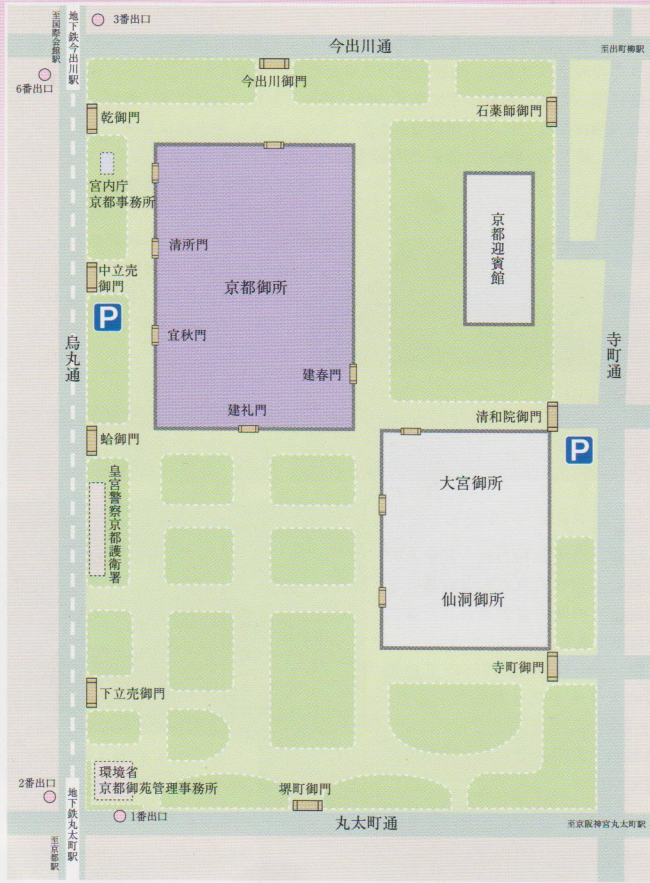 至国際会館駅
地下鉄今出川駅
3番出口
今出川通
至出町柳駅
6番出口
今出川御門
乾御門
石薬師御門
宮内庁
京都事務所
清所門
京都御所
京都迎賓館
中立売
御門
P
宜秋門
烏丸通
寺町通
建春門
建礼門
清和院御門
蛤御門
P
皇宮警察京都護衛署
大宮御所
仙洞御所
寺町御門
下立売御門
環境省
京都御苑管理事務所
2番出口
堺町御門
1番出口
丸太町通
至京阪神宮丸太町駅
地下鉄丸太町駅
至京都駅